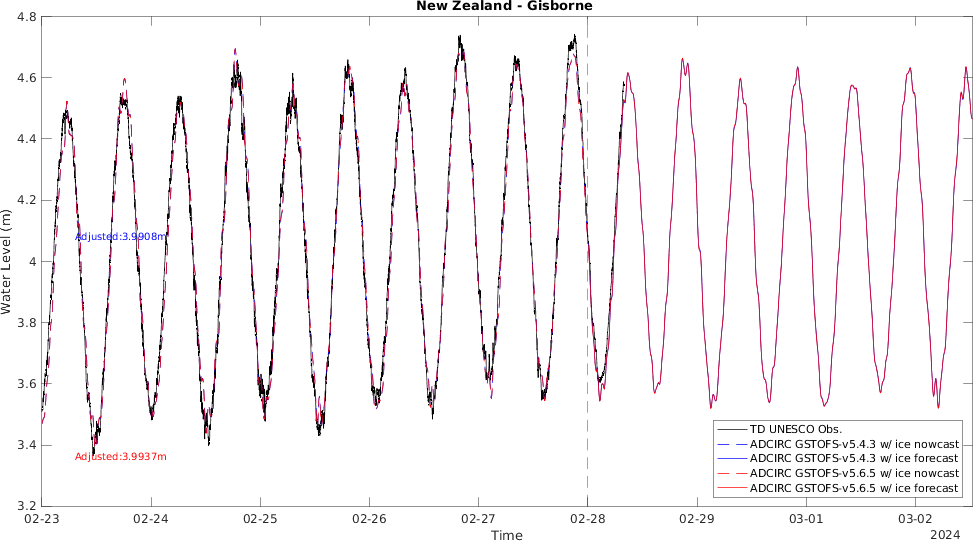 New Zealand - Gisborne
4.8
4.6
4.4
4.2
4
3.8
3.6
3.4
3.2
Water Level (m)
Adjusted:3.9908m
Adjusted:3.9937m
TD UNESCO Obs.
ADCIRC GSTOFS-v5.4.3 w/ ice nowcast
ADCIRC GSTOFS-v5.4.3 w/ ice forecast
ADCIRC GSTOFS-v5.6.5 w/ ice nowcast
ADCIRC GSTOFS-v5.6.5 w/ ice forecast
02-23 02-24 02-25 02-26 02-27 02-28 02-29 03-01 03-02
Time
2024